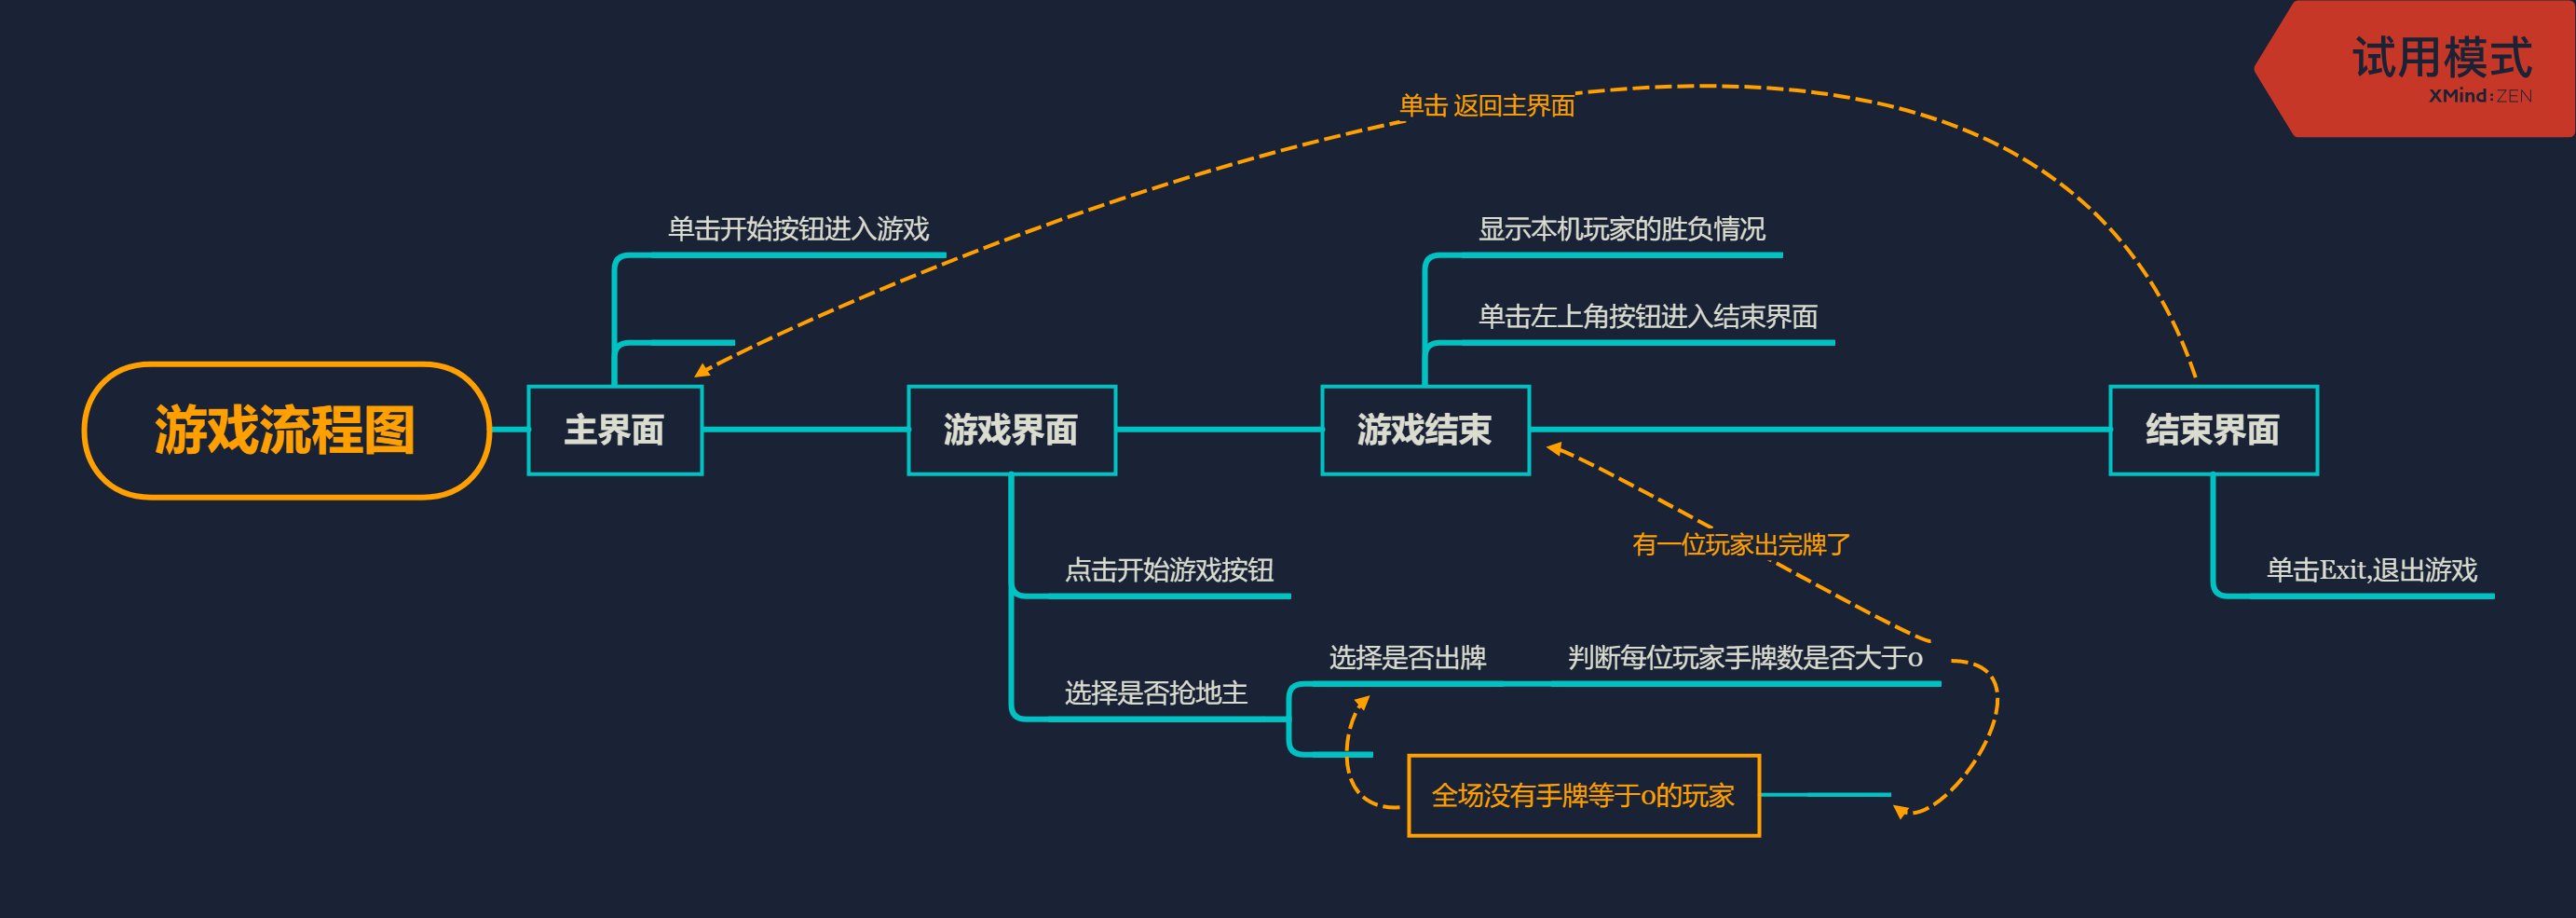 试用模式
XMind:ZEN
单击 返回主界面
单击开始按钮进入游戏
显示本机玩家的胜负情况
单击左上角按钮进入结束界面
游戏流程图
主界面
游戏界面
游戏结束
结束界面
有一位玩家出完牌了
点击开始游戏按钮
单击Exit,退出游戏
选择是否出牌
判断每位玩家手牌数是否大于0
选择是否抢地主
全场没有手牌等于0的玩家